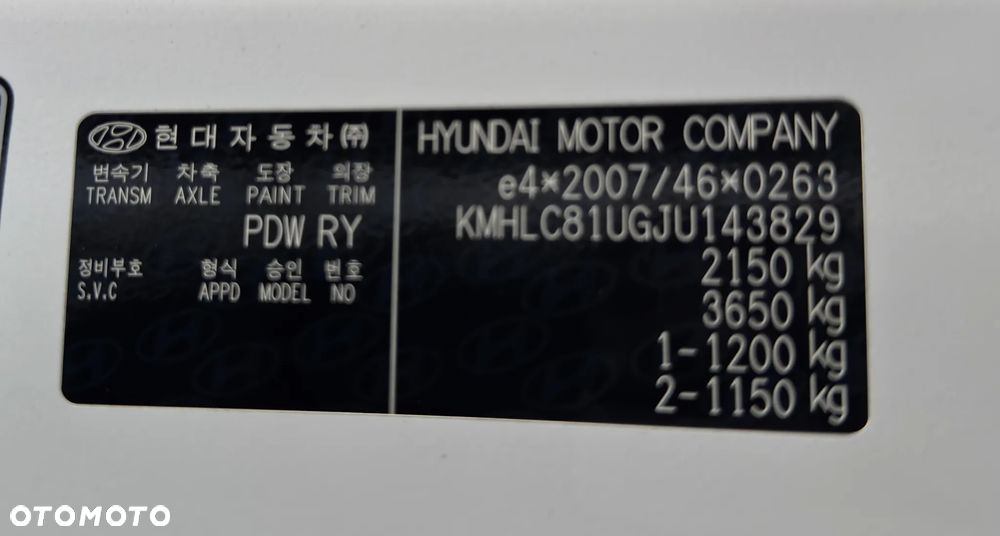 현대자동차㈜
변속기 차축 도장 의장
TRANSM AXLE PAINT TRIM
PDW RY
정비부호 형식 승인 번호
S.V.C APPD MODEL NO
HYUNDAI MOTOR COMPANY
e4*2007/46*0263
KMHLC81UGJU143829
2150 kg
3650 kg
1-1200 kg
2-1150 kg
OTOMOTO